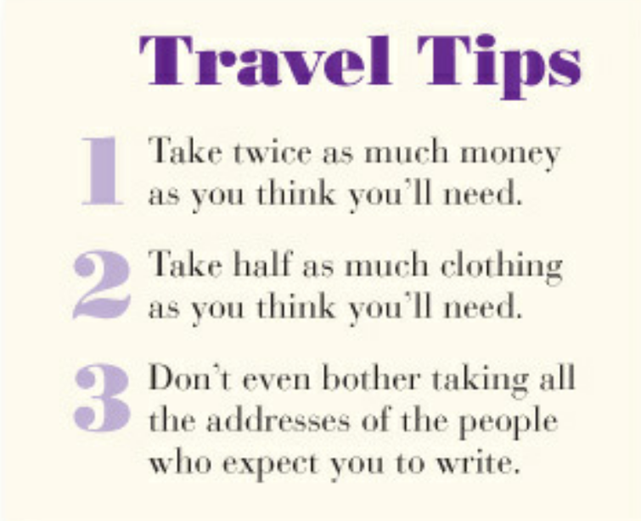 Travel Tips
1 Take twice as much money
as you think you'll need.
2 Take half as much clothing
as you think you'll need.
3 Don't even bother taking all
the addresses of the people
who expect you to write.